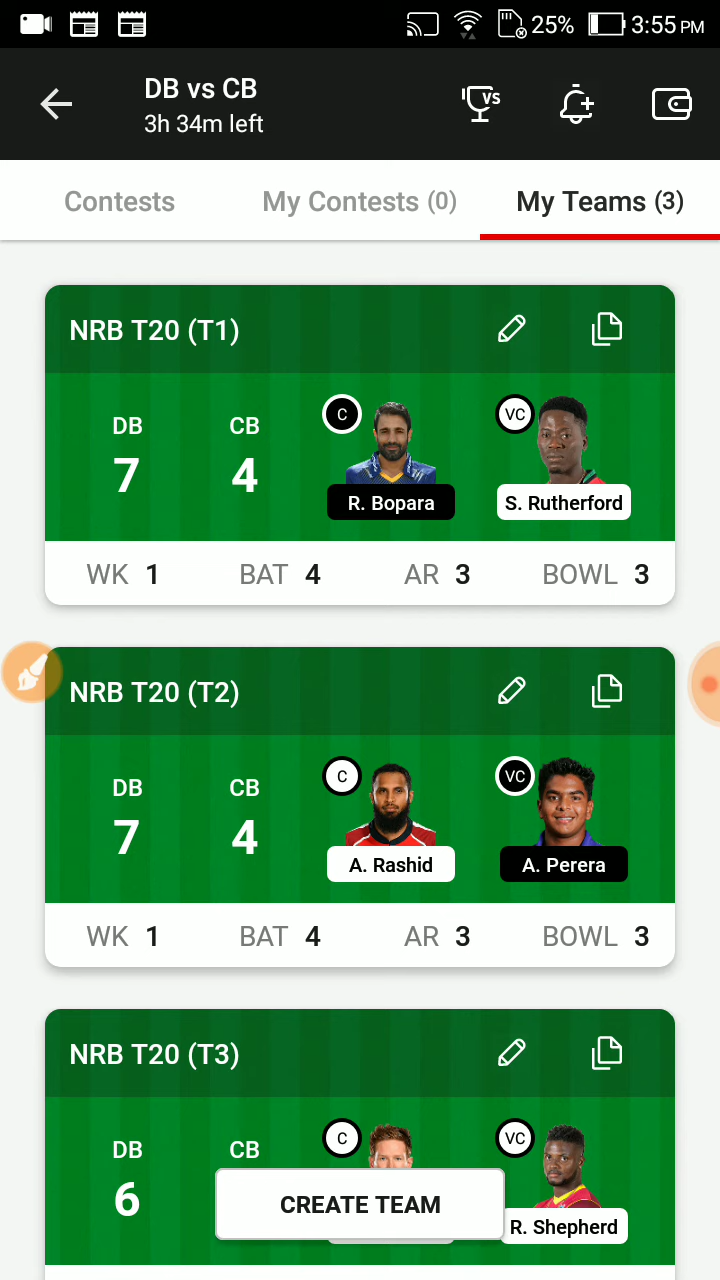 25% 3:55 PM
DB vs CB
3h 34m left
VS
Contests My Contests (0) My Teams (3)
NRB T20 (T1)
DB CB C VC
7 4
R. Bopara S. Rutherford
WK 1 BAT 4 AR 3 BOWL 3
NRB T20 (T2)
DB CB C VC
7 4
A. Rashid A. Perera
WK 1 BAT 4 AR 3 BOWL 3
NRB T20 (T3)
DB CB C VC
6
CREATE TEAM
R. Shepherd